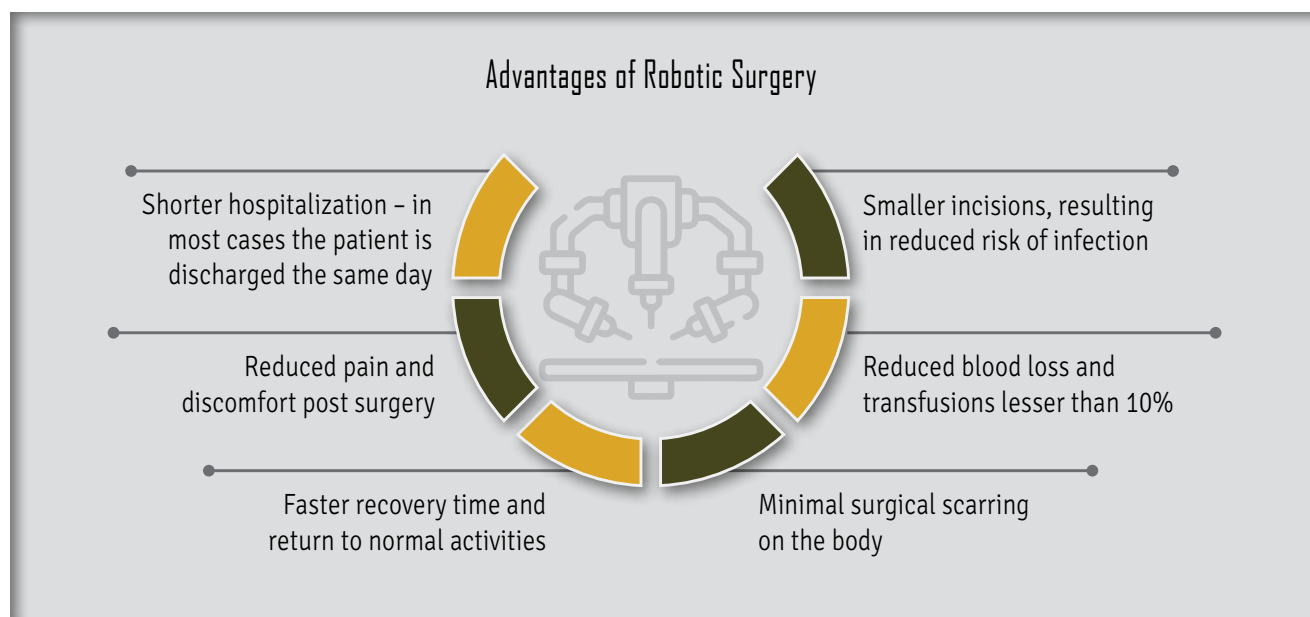 Advantages of Robotic Surgery
Shorter hospitalization – in
most cases the patient is
discharged the same day
Reduced pain and
discomfort post surgery
Faster recovery time and
return to normal activities
Smaller incisions, resulting
in reduced risk of infection
Reduced blood loss and
transfusions lesser than 10%
Minimal surgical scarring
on the body